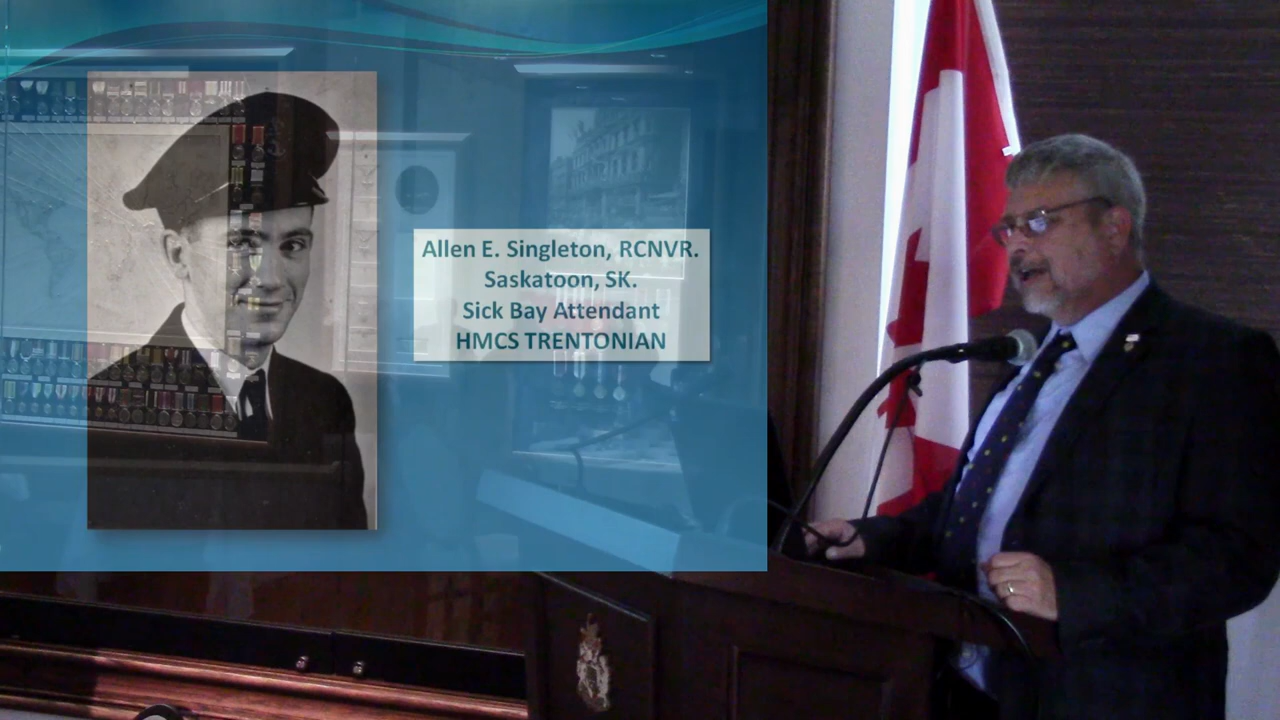 Allen E. Singleton, RCNVR.
Saskatoon, SK.
Sick Bay Attendant
HMCS TRENTONIAN